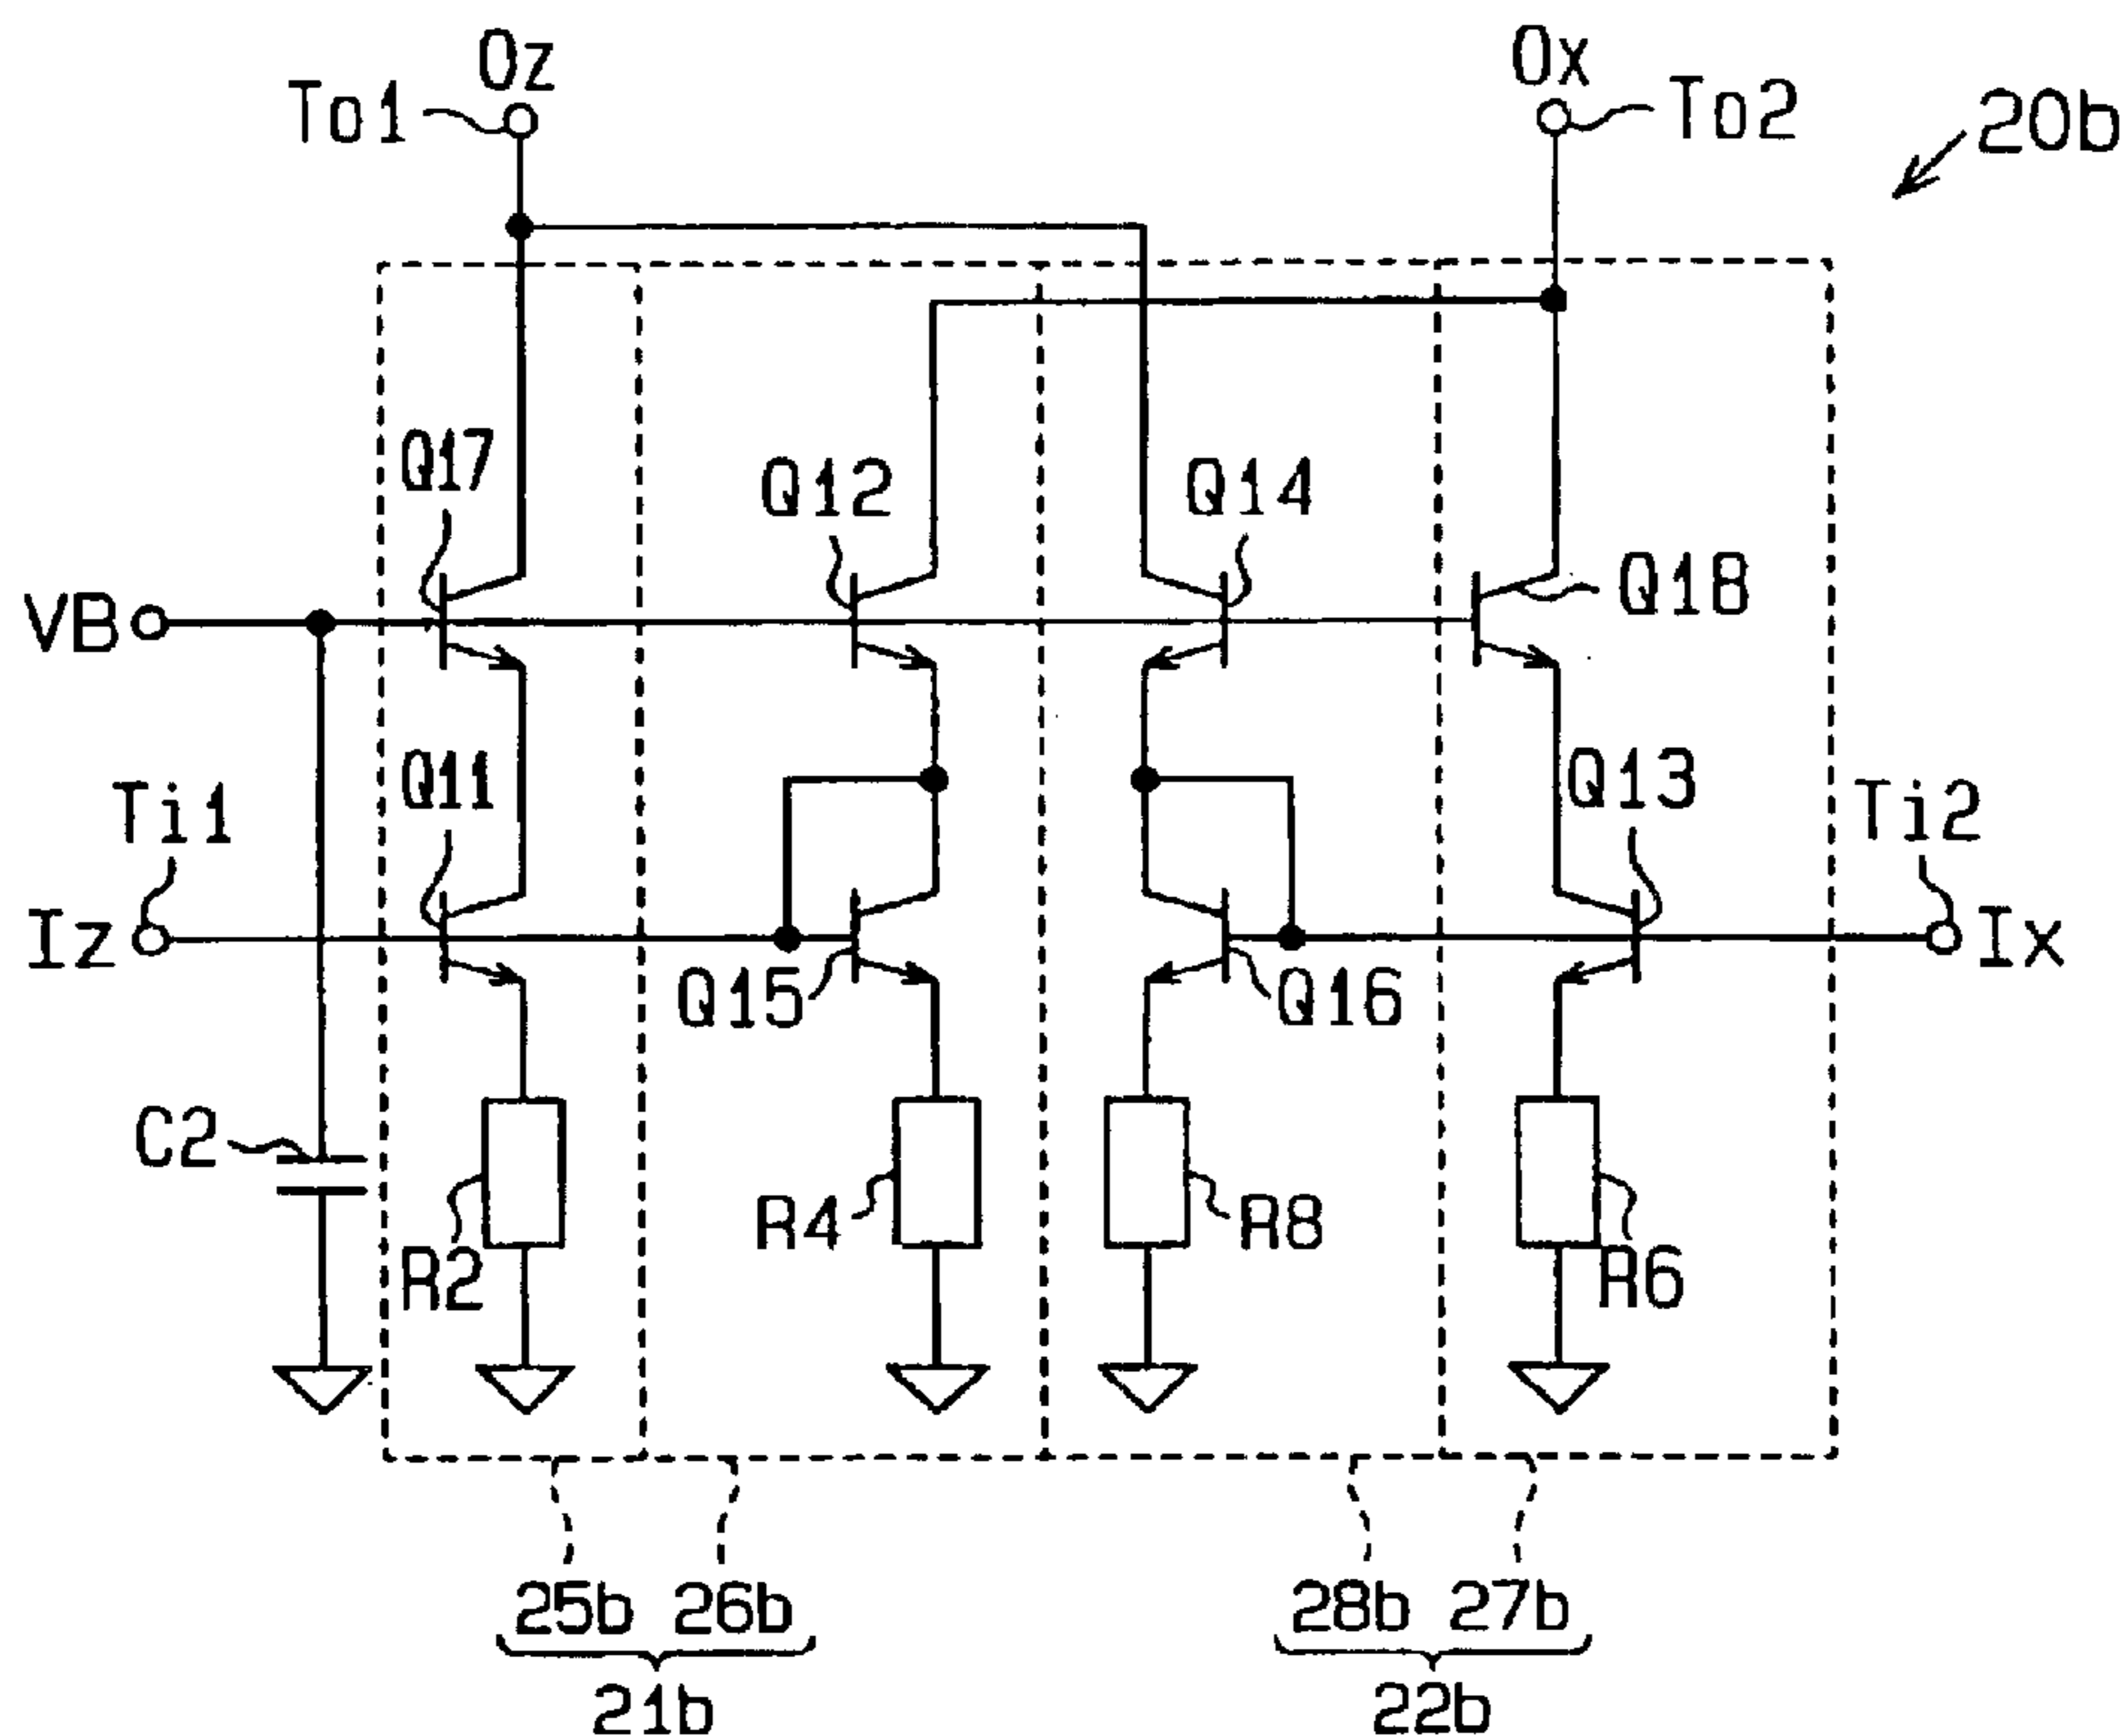 Oz
Ox
To1
To2
20b
Q17
Q12
Q14
Q18
VB
Q11
Q13
Ti1
Ti2
Iz
Q15
Q16
Ix
C2
R2
R4
R8
R6
25b 26b
28b 27b
21b
22b